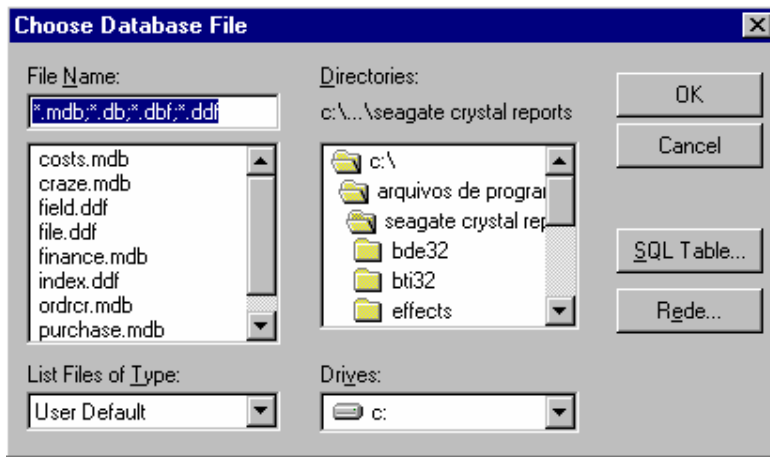 Choose Database File
File Name:
*.mdb;*.db;*.dbf;*.ddf
costs.mdb
craze.mdb
field.ddf
file.ddf
finance.mdb
index.ddf
ordrcr.mdb
purchase.mdb
List Files of Type:
User Default
Directories:
c:\...\seagate crystal reports
c:\
arquivos de prograr
seagate crystal rep
bde32
bti32
effects
Drives:
c:
OK
Cancel
SQL Table...
Rede...